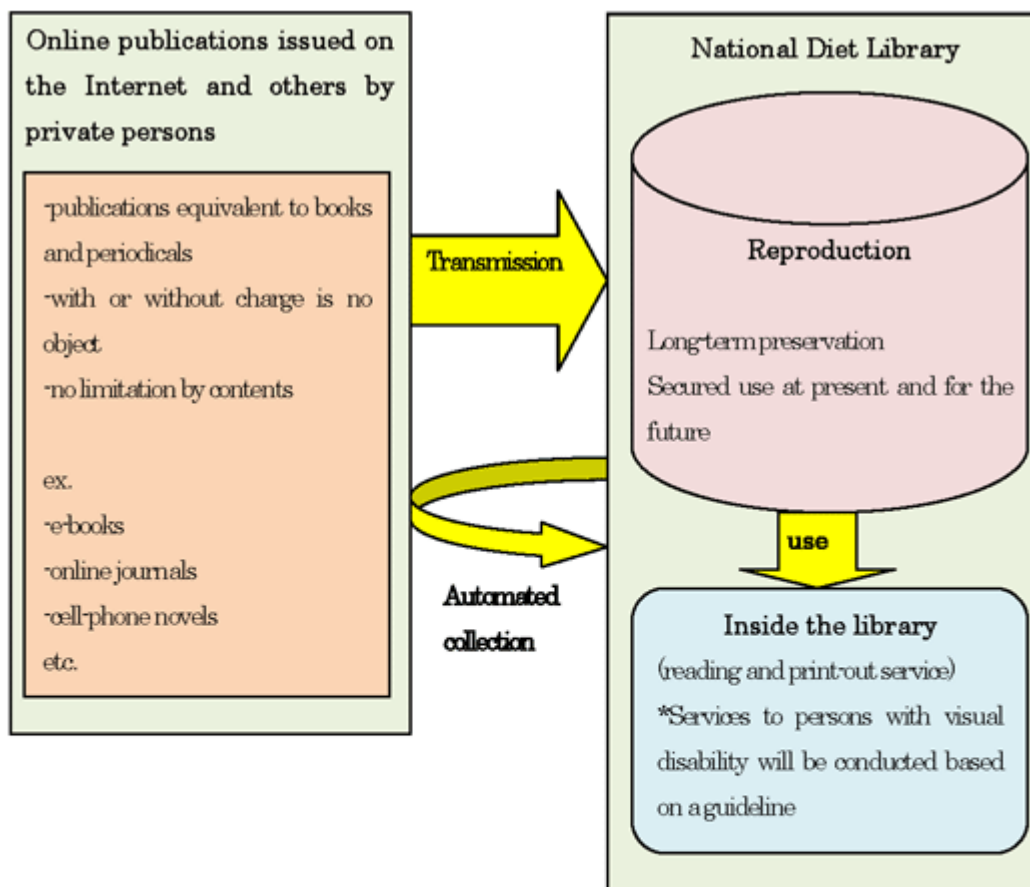 Online publications issued on
the Internet and others by
private persons
-publications equivalent to books
and periodicals
-with or without charge is no
object
-no limitation by contents
ex.
-e-books
-online journals
-cell-phone novels
etc.
Transmission
Automated
collection
National Diet Library
Reproduction
Long-term preservation
Secured use at present and for the
future
use
Inside the library
(reading and print-out service)
*Services to persons with visual
disability will be conducted based
on a guideline